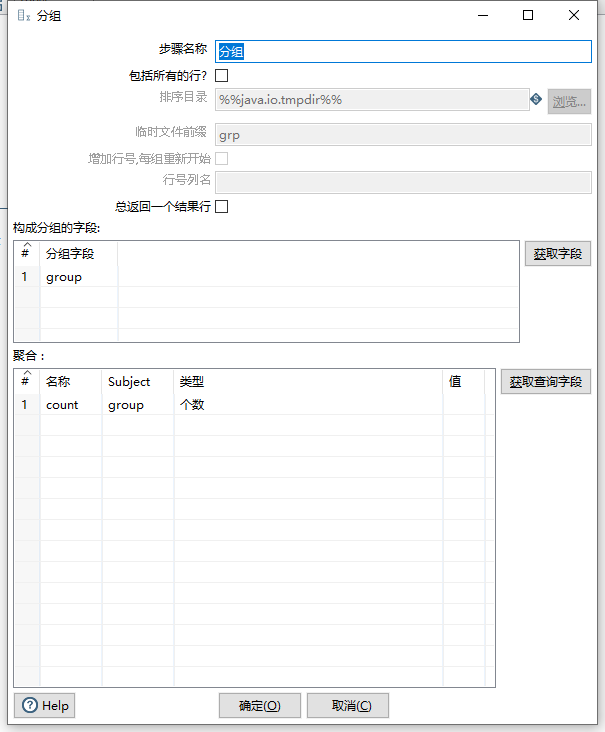 分组
步骤名称 分组
包括所有的行?
排序目录 %%java.io.tmpdir%% 浏览...
临时文件前缀 grp
增加行号,每组重新开始
行号列名
总返回一个结果行
构成分组的字段:
# 分组字段 获取字段
1 group
聚合：
# 名称 Subject 类型 值 获取查询字段
1 count group 个数
Help 确定(O) 取消(C)